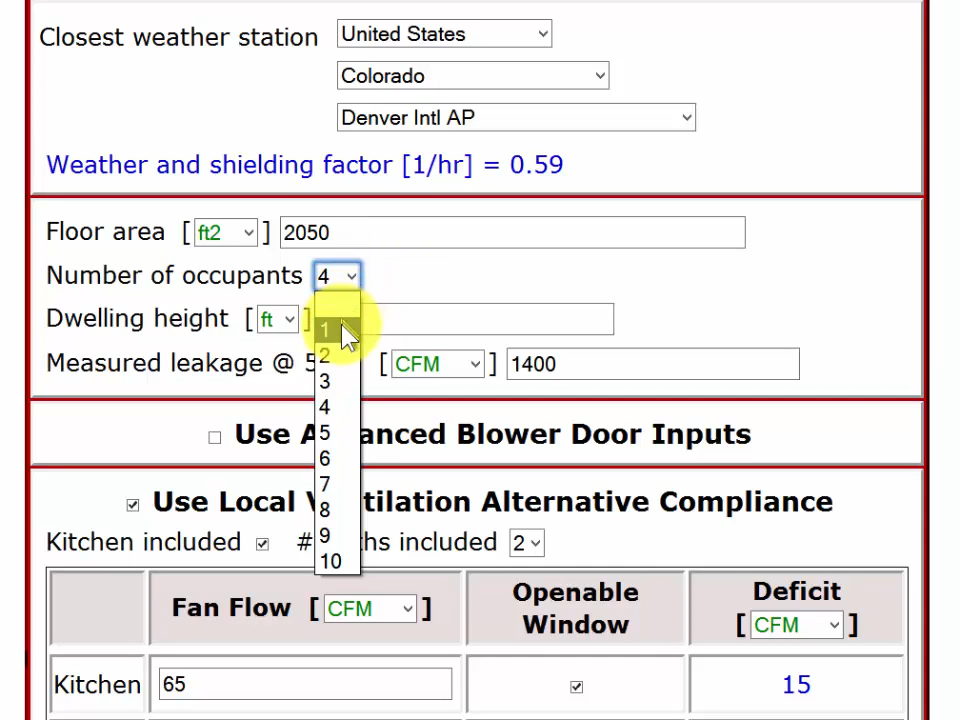 Closest weather station United States
Colorado
Denver Intl AP
Weather and shielding factor [1/hr] = 0.59
Floor area [ ft2 ] 2050
Number of occupants 4
Dwelling height [ ft ]
1
2
3
4
5
6
7
8
9
10
Measured leakage @ 5 [ CFM ] 1400
Use Blower Door Inputs
Use Local Alternative Compliance
Kitchen included # included 2
Fan Flow [ CFM ]
Openable
Window
Deficit
[ CFM ]
Kitchen 65 15